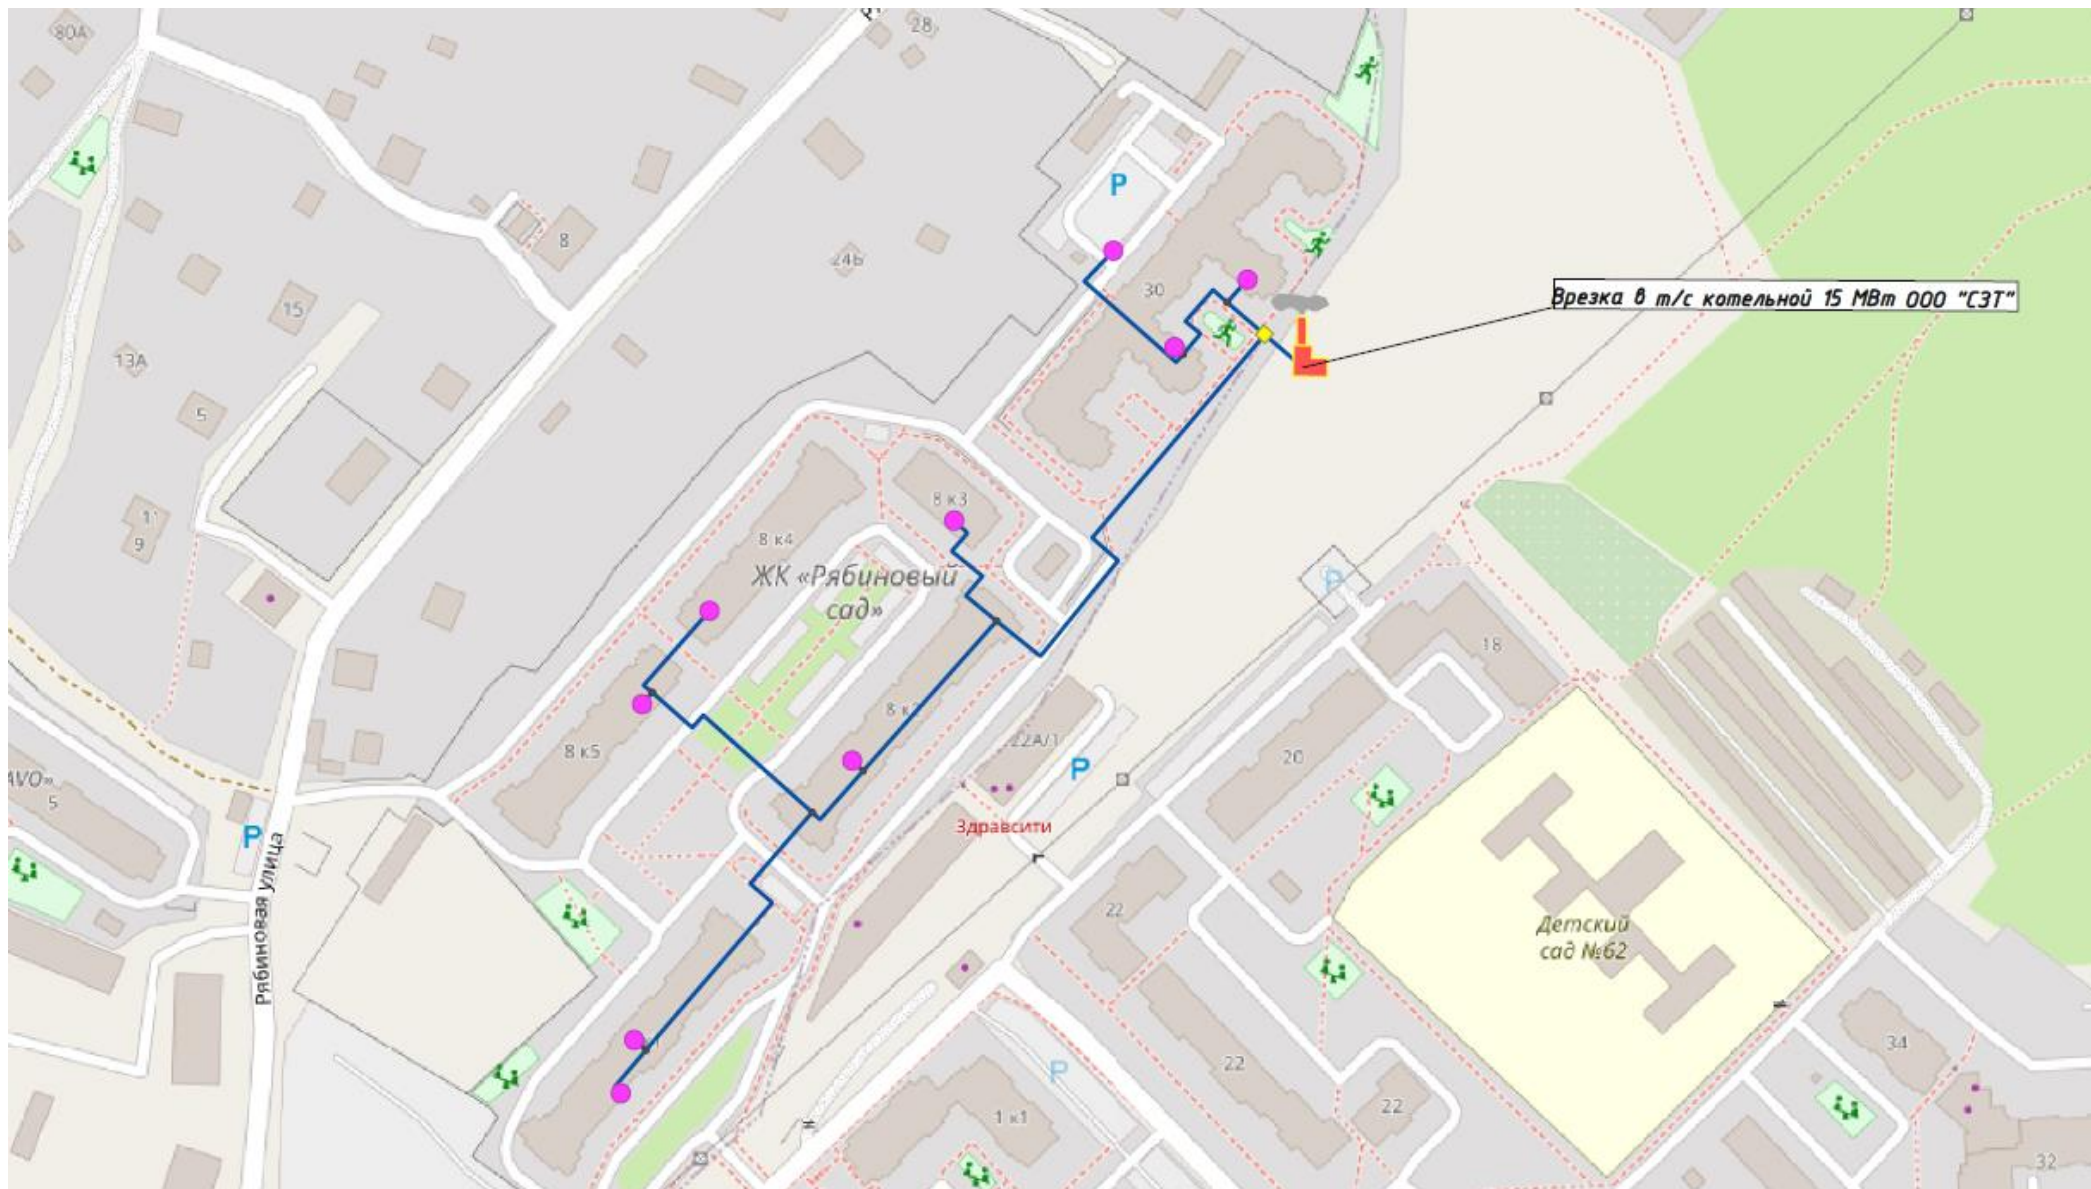 80А
28
P
8
24Б
30
Врезка в т/с котельной 15 МВт ООО "СЗТ"
15
13А
5
8 к3
9
8 к4
ЖК «Рябиновый
сад»
P
18
8 к5
22А/1
20
P
5
P
Здравсити
Рябиновая улица
22
Детский
сад №62
34
22
P
22
1 к1
32